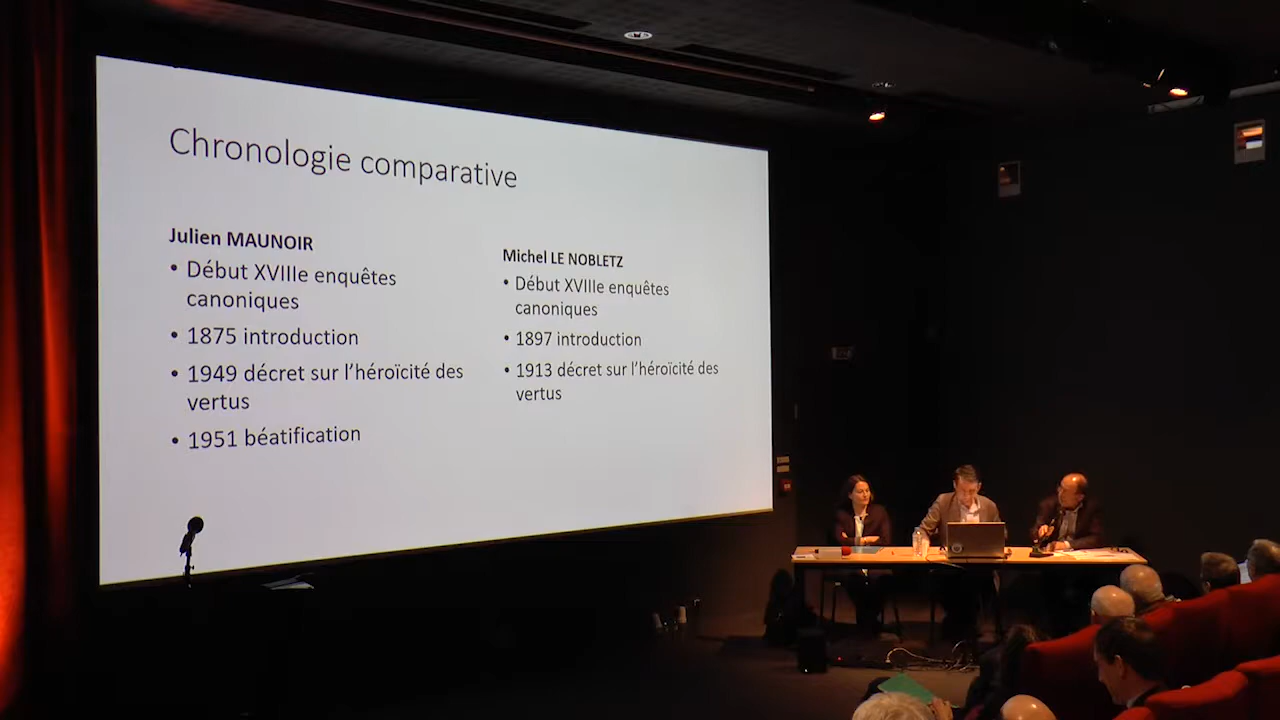 Chronologie comparative
Julien MAUNOIR
• Début XVIIIe enquêtes
canoniques
• 1875 introduction
• 1949 décret sur l'héroïcité des
vertus
• 1951 béatification
Michel LE NOBLETZ
• Début XVIIIe enquêtes
canoniques
• 1897 introduction
• 1913 décret sur l'héroïcité des
vertus